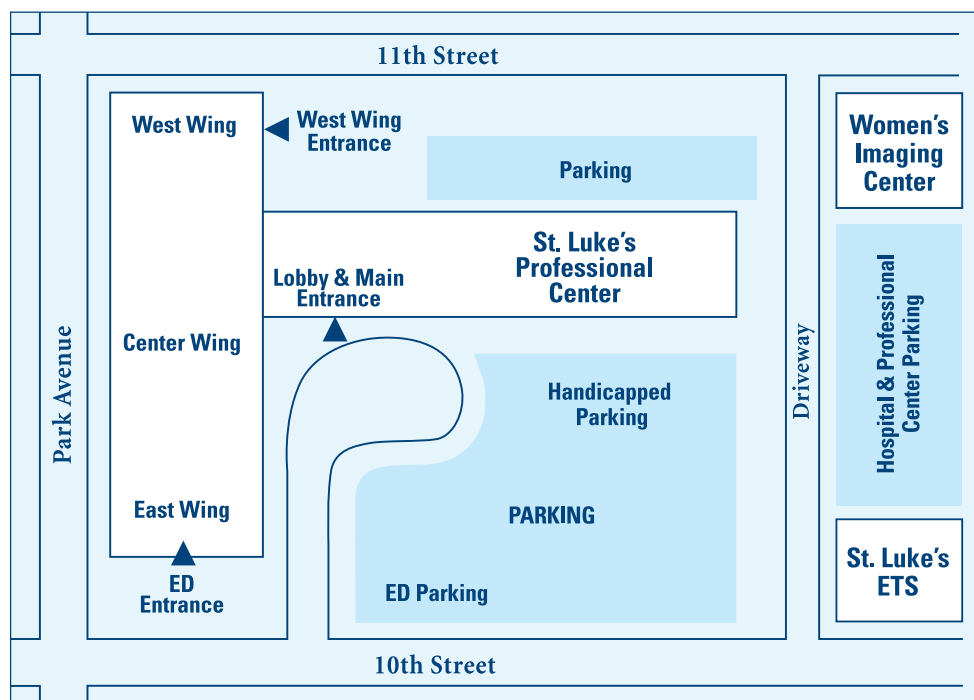 11th Street
West Wing
West Wing
Entrance
Parking
Women's
Imaging
Center
St. Luke's
Professional
Center
Lobby & Main
Entrance
Center Wing
Park Avenue
Driveway
Hospital & Professional
Center Parking
Handicapped
Parking
East Wing
PARKING
ED
Entrance
ED Parking
St. Luke's
ETS
10th Street